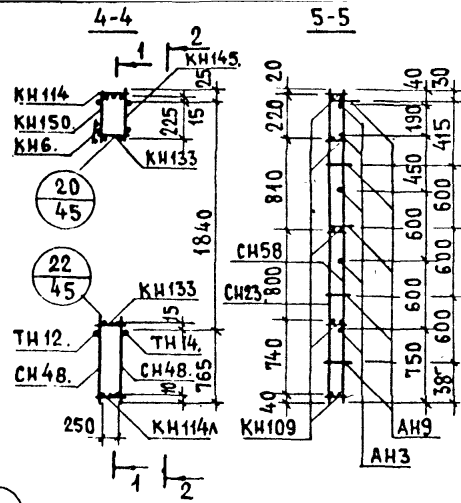 4-4
5-5
1
2
КН145.
КН114
КН150.
КН6.
25
225
15
КН133
20
45
22
45
1840
КН133
15
ТН12.
ТН14.
СН48.
СН48.
10
765
250
КН114Л
1
2
20
220
810
800
740
40
СН58
СН23
40
30
190
415
450
600
600
600
600
600
750
38
КН109
АН9
АН3